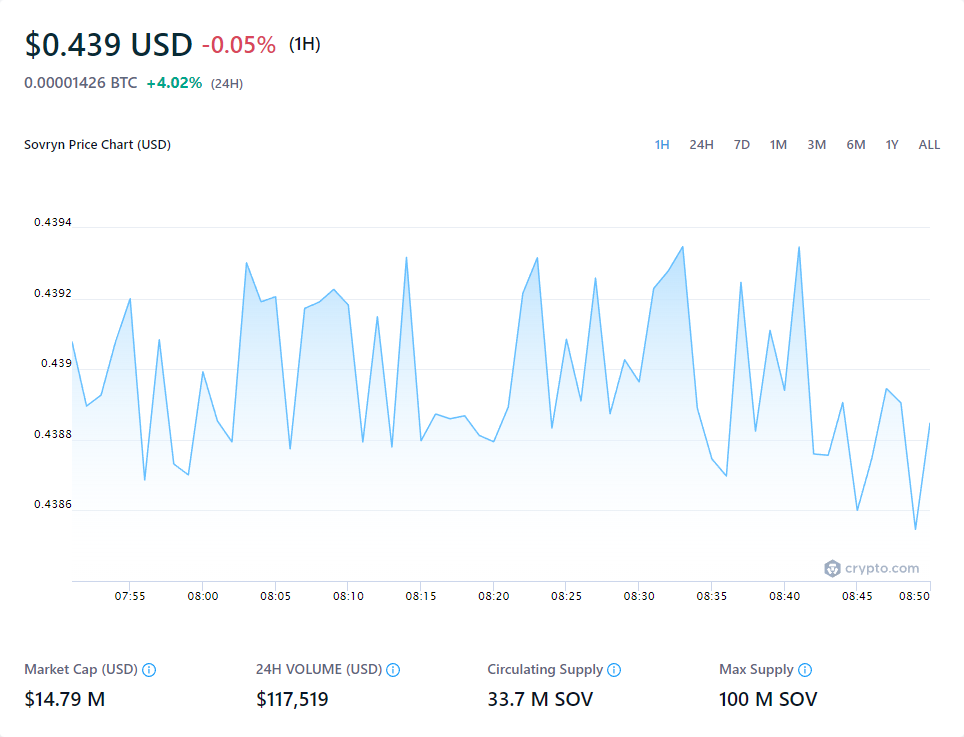 $0.439 USD -0.05% (1H)
0.00001426 BTC +4.02% (24H)
Sovryn Price Chart (USD) 1H 24H 7D 1M 3M 6M 1Y ALL
0.4394
0.4392
0.439
0.4388
0.4386
crypto.com
07:55 08:00 08:05 08:10 08:15 08:20 08:25 08:30 08:35 08:40 08:45 08:50
Market Cap (USD) 24H VOLUME (USD) Circulating Supply Max Supply
$14.79 M $117,519 33.7 M SOV 100 M SOV